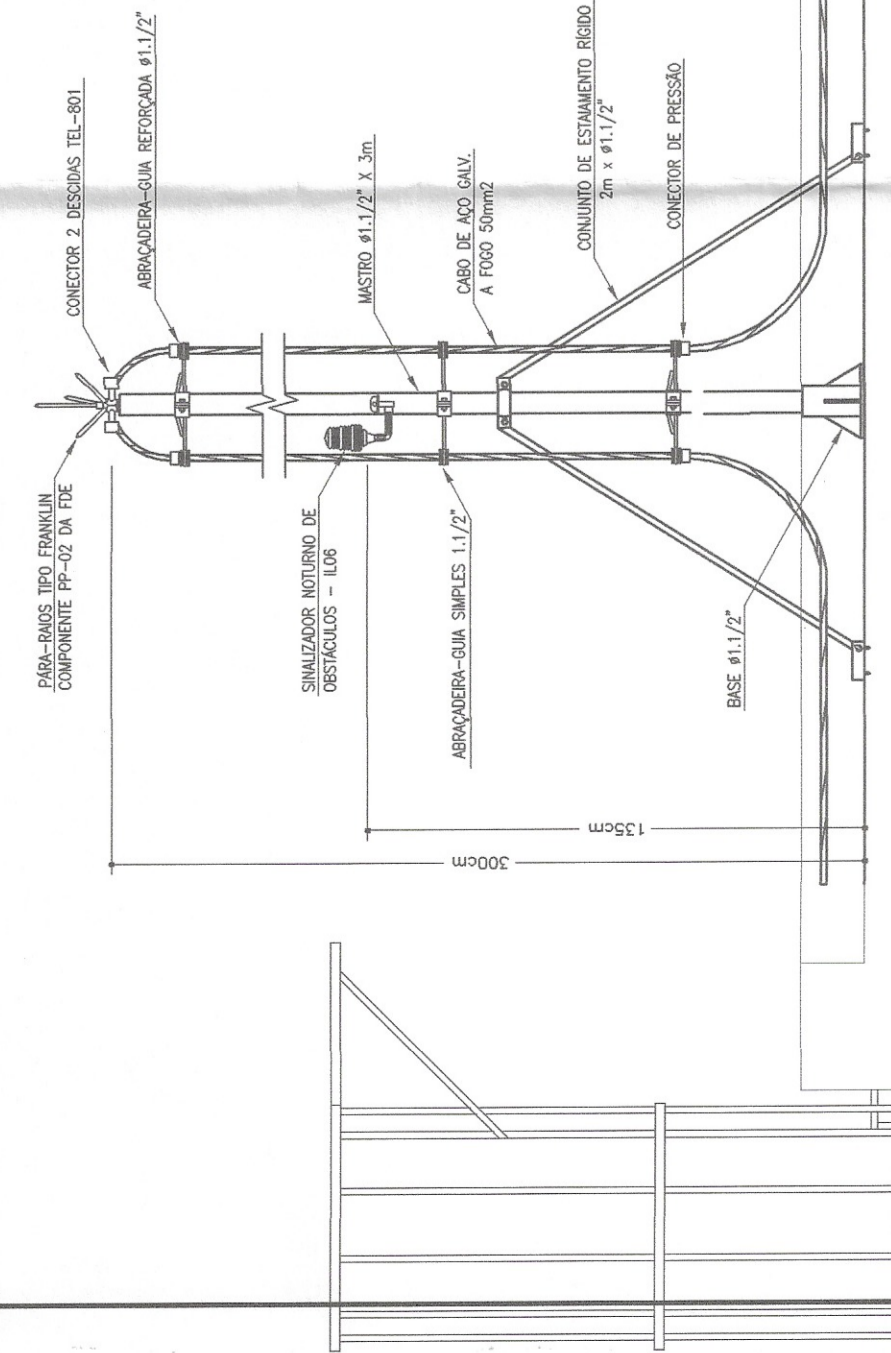 PÁRA-RAIOS TIPO FRANKLIN
COMPONENTE PP-02 DA FDE
CONECTOR 2 DESCIDAS TEL-801
ABRAÇADEIRA-GUIA REFORÇADA ø1.1/2"
SINALIZADOR NOTURNO DE
OBSTÁCULOS - IL06
MASTRO ø1.1/2" X 3m
ABRAÇADEIRA-GUIA SIMPLES 1.1/2"
CABO DE AÇO GALV.
A FOGO 50mm2
CONJUNTO DE ESTAIAMENTO RÍGIDO
2m x ø1.1/2"
CONECTOR DE PRESSÃO
BASE ø1.1/2"
135cm
300cm